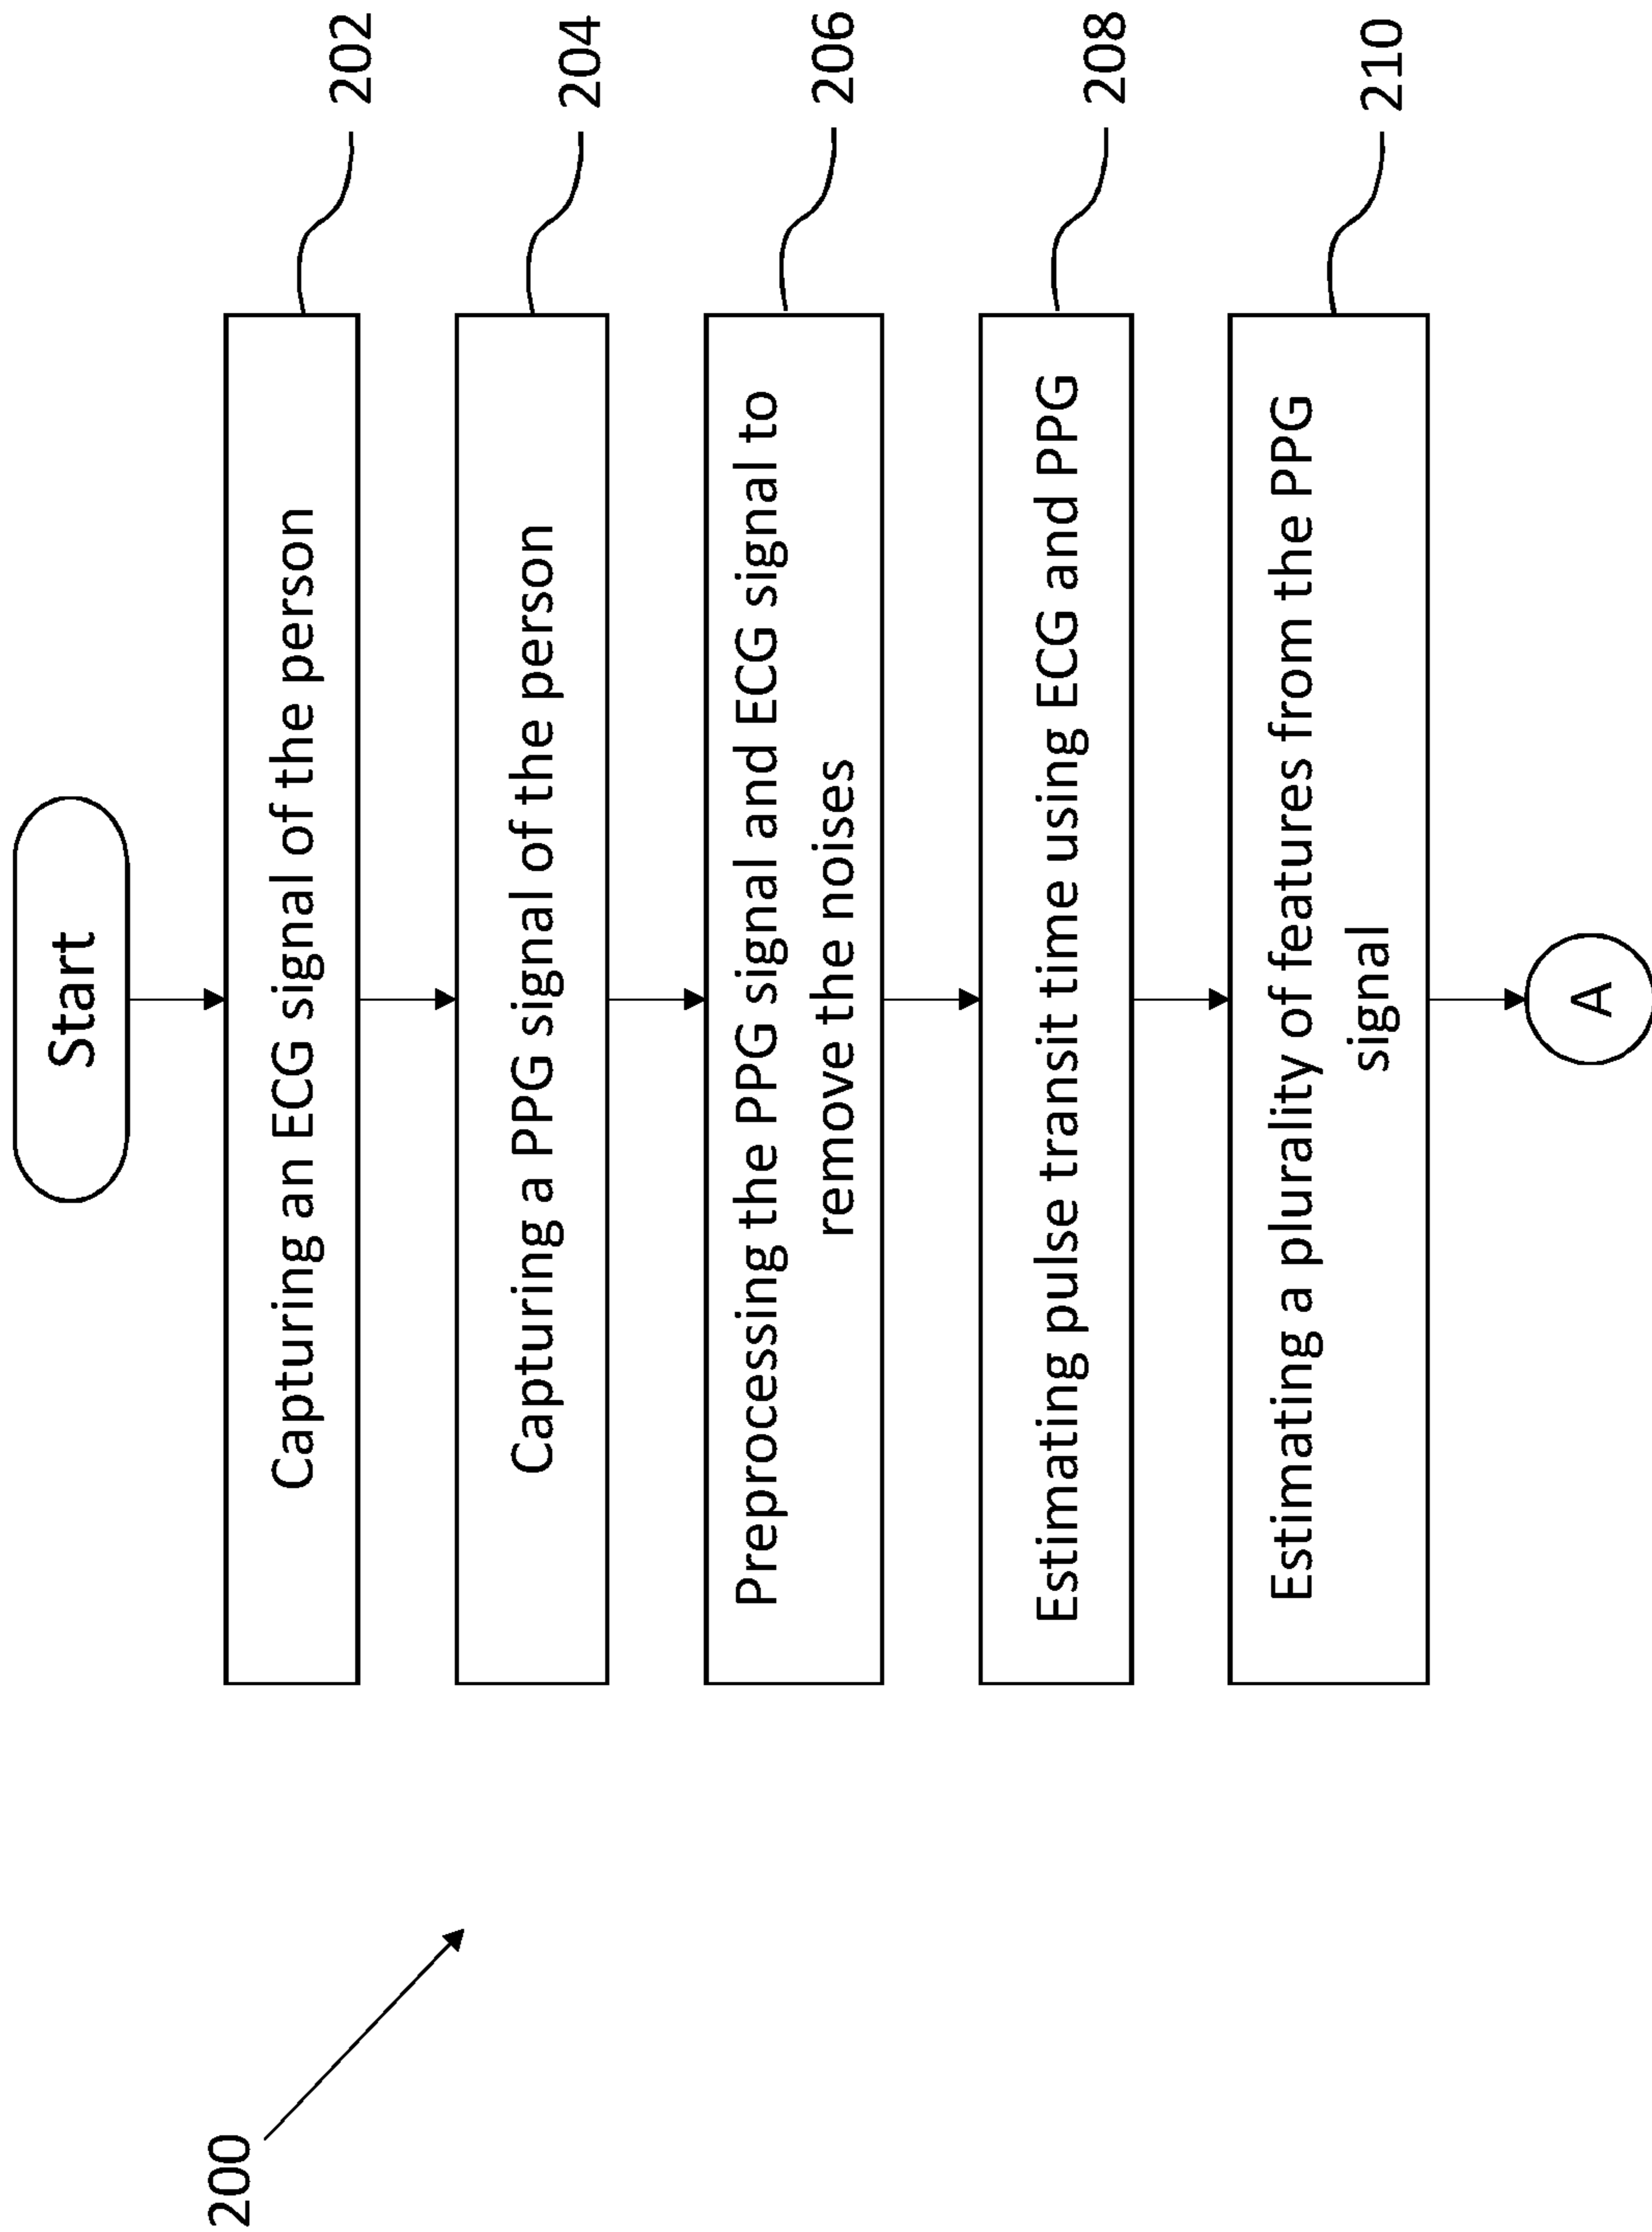 Start
Capturing an ECG signal of the person
202
Capturing a PPG signal of the person
204
Preprocessing the PPG signal and ECG signal to
remove the noises
206
Estimating pulse transit time using ECG and PPG
208
Estimating a plurality of features from the PPG
signal
210
A
200